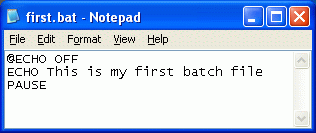 first.bat - Notepad
File Edit Format View Help
@ECHO OFF
ECHO This is my first batch file
PAUSE